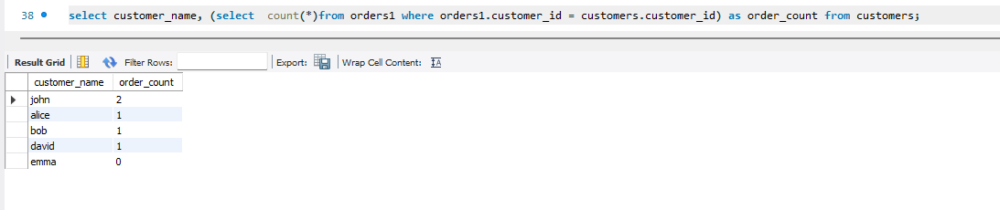 38 select customer_name, (select  count(*)from orders1 where orders1.customer_id = customers.customer_id) as order_count from customers;
Result Grid Filter Rows: Export: Wrap Cell Content: IA
customer_name order_count
john 2
alice 1
bob 1
david 1
emma 0